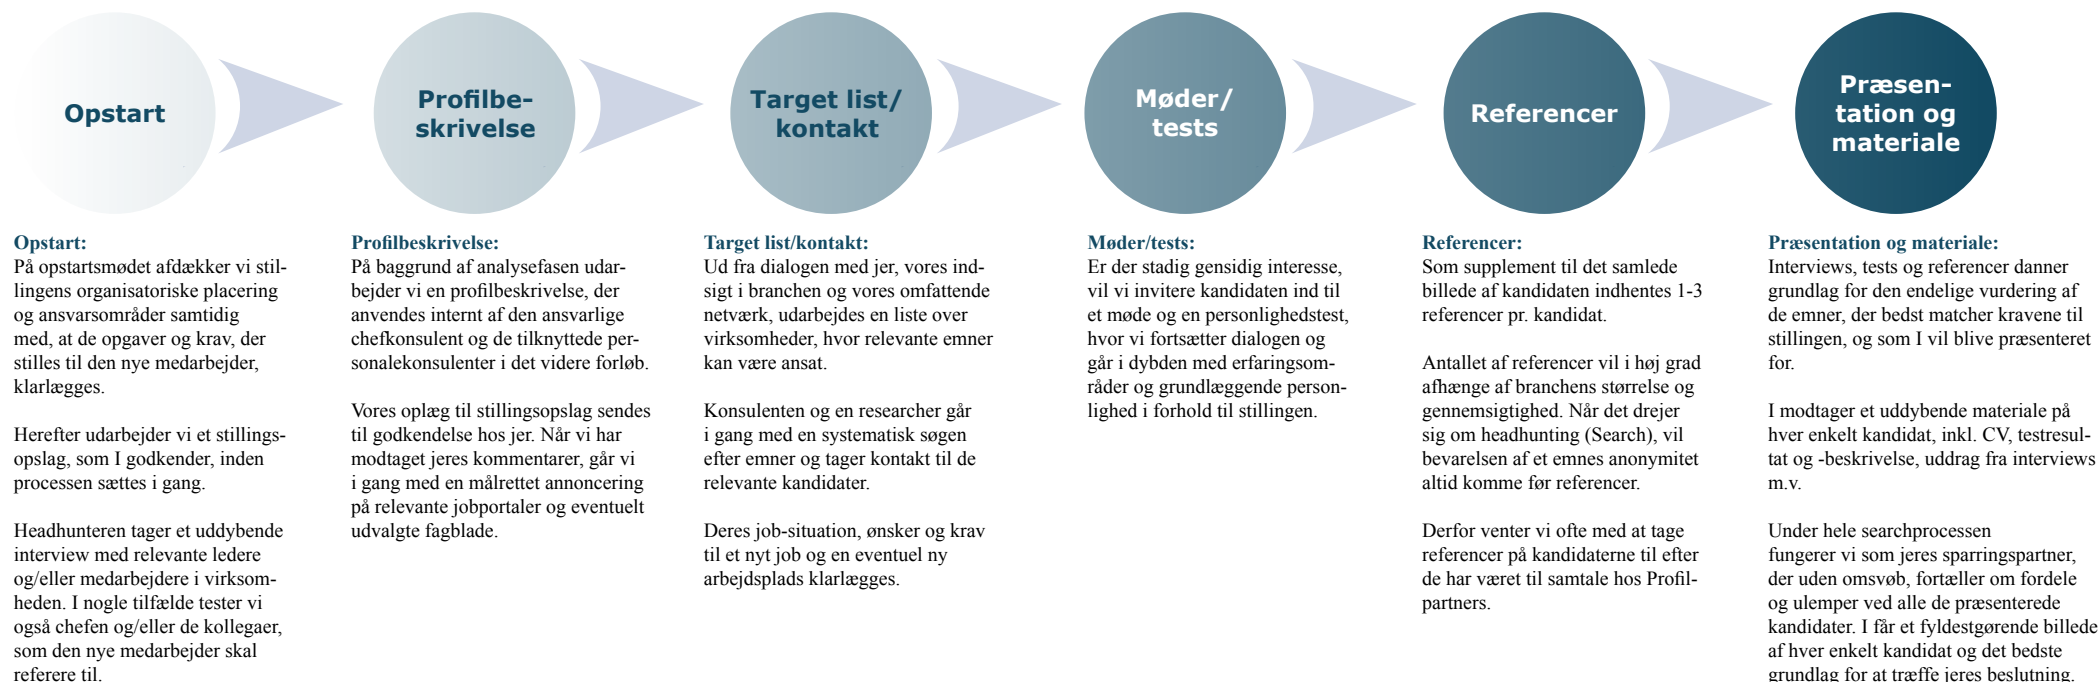 Opstart
Profilbe-
skrivelse
Target list/
kontakt
Møder/
tests
Referencer
Præsen-
tation og
materiale
Opstart:
På opstartsmødet afdækker vi stil-
lingens organisatoriske placering
og ansvarsområder samtidig
med, at de opgaver og krav, der
stilles til den nye medarbejder,
klarlægges.
Herefter udarbejder vi et stillings-
opslag, som I godkender, inden
processen sættes i gang.
Headhunteren tager et uddybende
interview med relevante ledere
og/eller medarbejdere i virksom-
heden. I nogle tilfælde tester vi
også chefen og/eller de kollegaer,
som den nye medarbejder skal
referere til.
Profilbeskrivelse:
På baggrund af analysefasen udar-
bejder vi en profilbeskrivelse, der
anvendes internt af den ansvarlige
chefkonsulent og de tilknyttede per-
sonalekonsulenter i det videre forløb.
Vores oplæg til stillingsopslag sendes
til godkendelse hos jer. Når vi har
modtaget jeres kommentarer, går vi
i gang med en målrettet annoncering
på relevante jobportaler og eventuelt
udvalgte fagblade.
Target list/kontakt:
Ud fra dialogen med jer, vores ind-
sigt i branchen og vores omfattende
netværk, udarbejdes en liste over
virksomheder, hvor relevante emner
kan være ansat.
Konsulenten og en researcher går
i gang med en systematisk søgen
efter emner og tager kontakt til de
relevante kandidater.
Deres job-situation, ønsker og krav
til et nyt job og en eventuel ny
arbejdsplads klarlægges.
Møder/tests:
Er der stadig gensidig interesse,
vil vi invitere kandidaten ind til
et møde og en personlighedstest,
hvor vi fortsætter dialogen og
går i dybden med erfaringsom-
råder og grundlæggende person-
lighed i forhold til stillingen.
Referencer:
Som supplement til det samlede
billede af kandidaten indhentes 1-3
referencer pr. kandidat.
Antallet af referencer vil i høj grad
afhænge af branchens størrelse og
gennemsigtighed. Når det drejer
sig om headhunting (Search), vil
bevarelsen af et emnes anonymitet
altid komme før referencer.
Derfor venter vi ofte med at tage
referencer på kandidaterne til efter
de har været til samtale hos Profil-
partners.
Præsentation og materiale:
Interviews, tests og referencer danner
grundlag for den endelige vurdering af
de emner, der bedst matcher kravene til
stillingen, og som I vil blive præsenteret
for.
I modtager et uddybende materiale på
hver enkelt kandidat, inkl. CV, testresul-
tat og -beskrivelse, uddrag fra interviews
m.v.
Under hele searchprocessen
fungerer vi som jeres sparringspartner,
der uden omsvøb, fortæller om fordele
og ulemper ved alle de præsenterede
kandidater. I får et fyldestgørende billede
af hver enkelt kandidat og det bedste
grundlag for at træffe jeres beslutning.